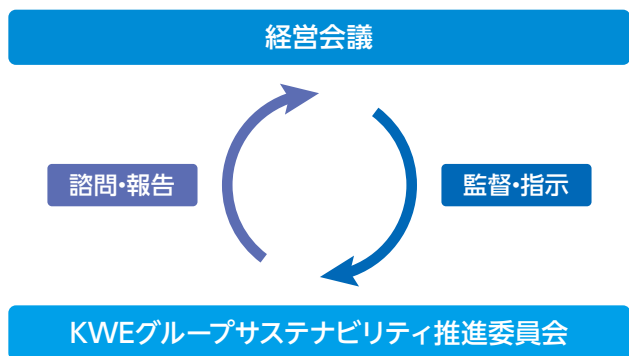 経営会議
諮問・報告
監督・指示
KWEグループサステナビリティ推進委員会